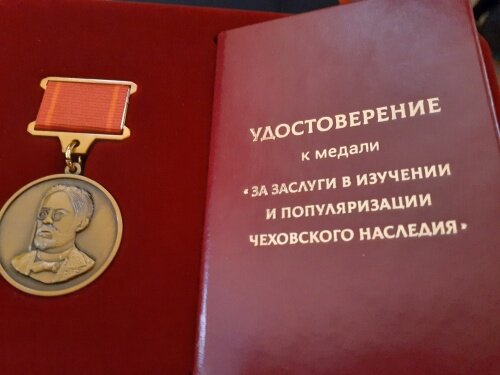 УДОСТОВЕРЕНИЕ
к медали
«ЗА ЗАСЛУГИ В ИЗУЧЕНИИ
И ПОПУЛЯРИЗАЦИИ
ЧЕХОВСКОГО НАСЛЕДИЯ»